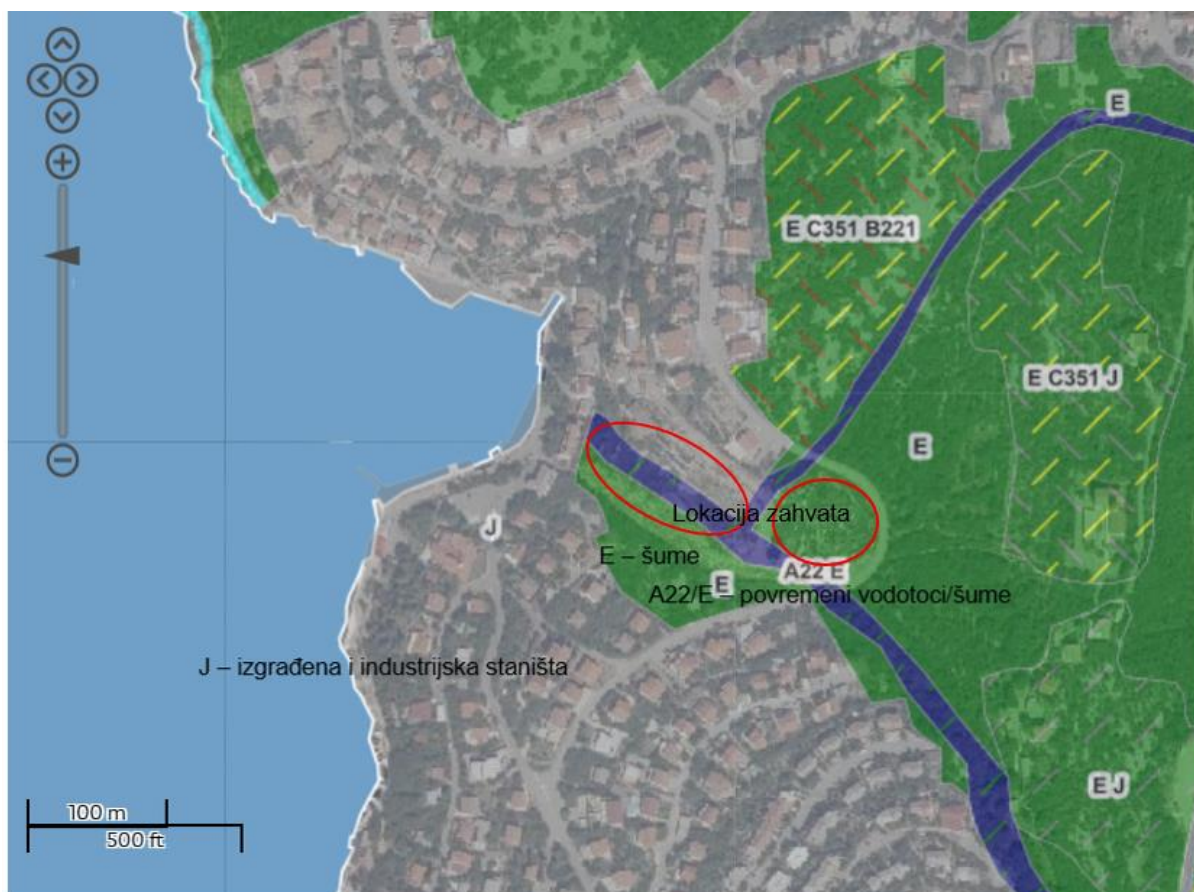 E
E C351 B221
E C351 J
E
J
Lokacija zahvata
E – šume
A22 E
E
A22/E – povremeni vodotoci/šume
J – izgrađena i industrijska staništa
E J
100 m
500 ft